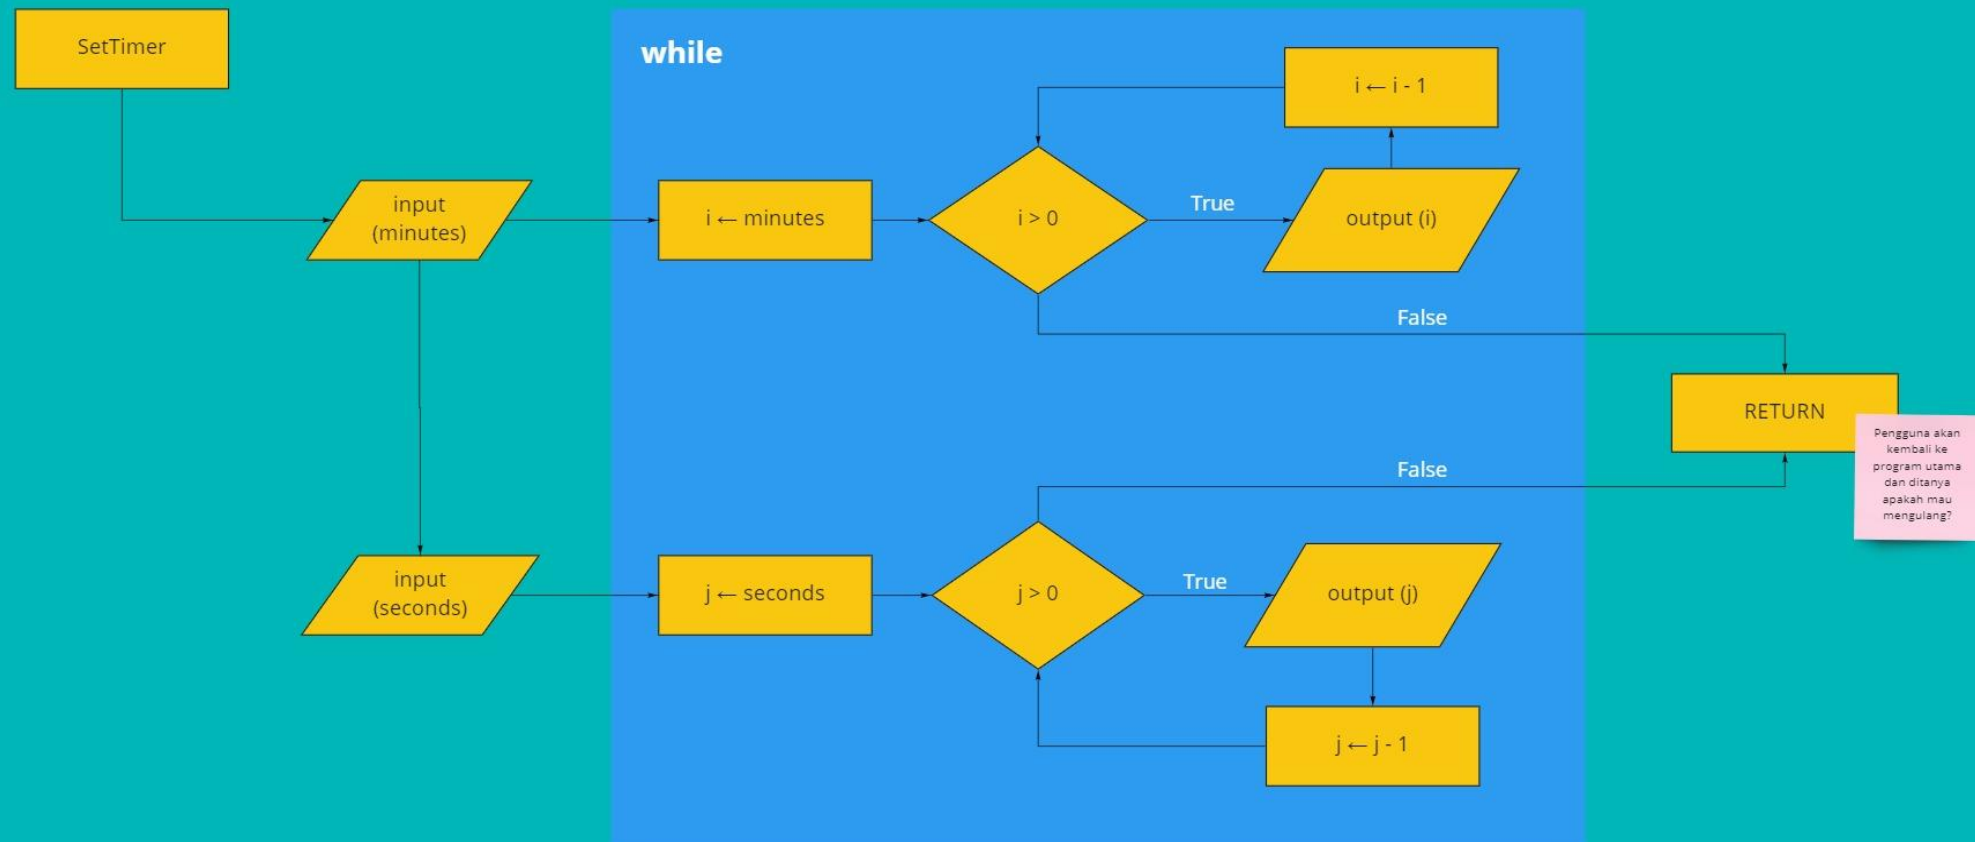 SetTimer
while
i ← i - 1
input
(minutes)
i ← minutes
i > 0
True
output (i)
False
RETURN
Pengguna akan
kembali ke
program utama
dan ditanya
apakah mau
mengulang?
False
input
(seconds)
j ← seconds
j > 0
True
output (j)
j ← j - 1